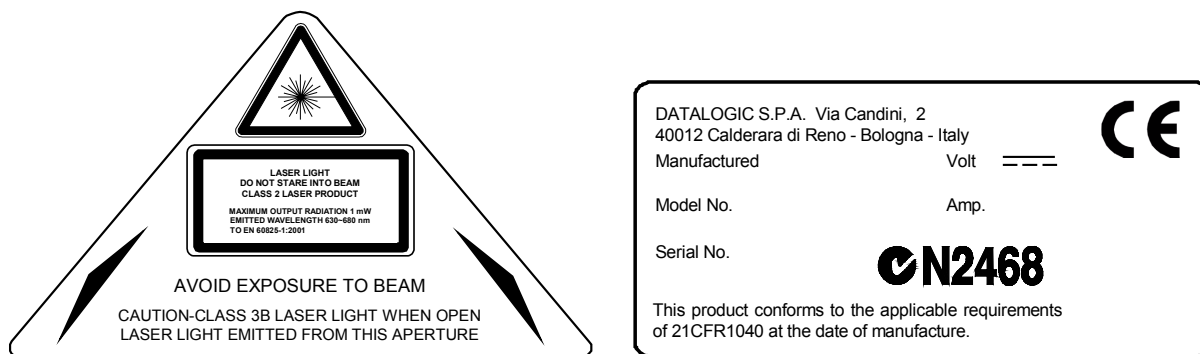 LASER LIGHT
DO NOT STARE INTO BEAM
CLASS 2 LASER PRODUCT
MAXIMUM OUTPUT RADIATION 1 mW
EMITTED WAVELENGTH 630~680 nm
TO EN 60825-1:2001
AVOID EXPOSURE TO BEAM
CAUTION-CLASS 3B LASER LIGHT WHEN OPEN
LASER LIGHT EMITTED FROM THIS APERTURE
DATALOGIC S.P.A. Via Candini, 2
40012 Calderara di Reno - Bologna - Italy
Manufactured Volt
Model No. Amp.
Serial No.
N2468
This product conforms to the applicable requirements
of 21CFR1040 at the date of manufacture.
CE